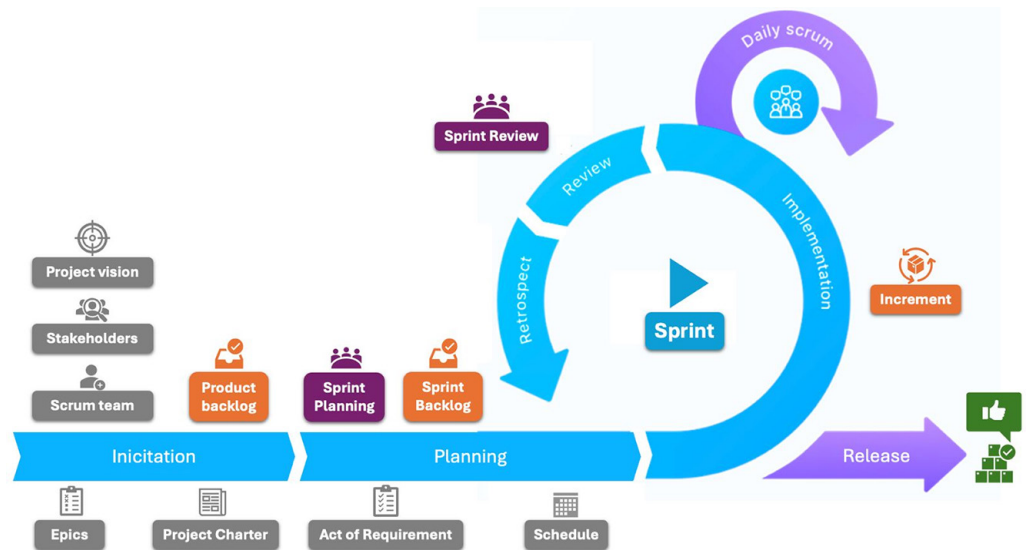 Daily scrum
Sprint Review
Review
Implementation
Project vision
Retrospect
Increment
Stakeholders
Sprint
Product
backlog
Sprint
Planning
Sprint
Backlog
Scrum team
Inicitation
Planning
Release
Epics
Project Charter
Act of Requirement
Schedule